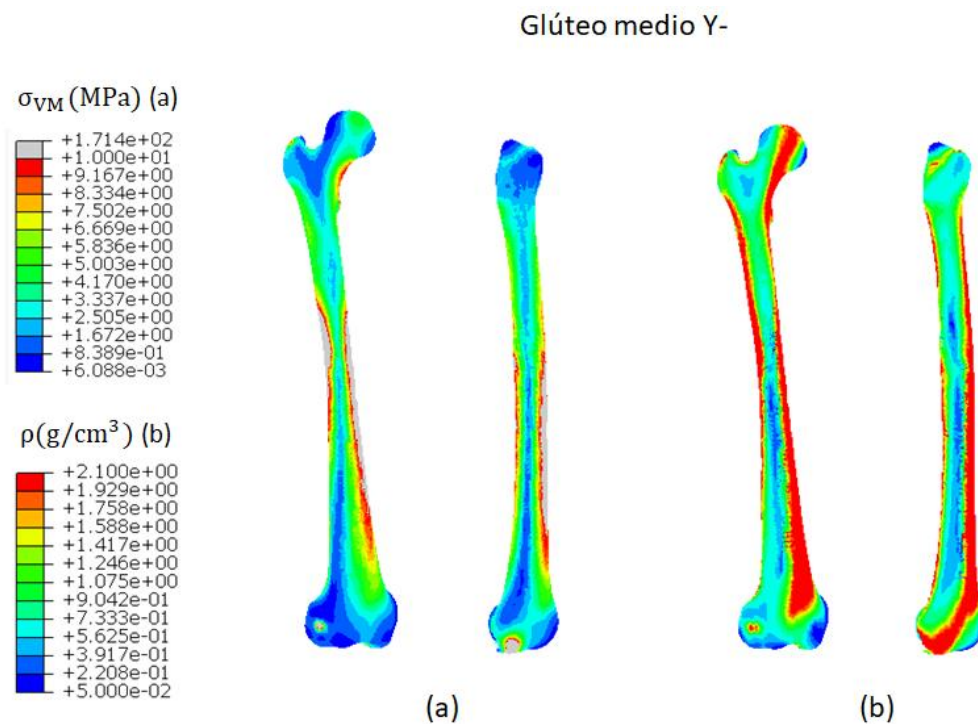 Glúteo medio Y-
σVM (MPa) (a)
+1.714e+02
+1.000e+01
+9.167e+00
+8.334e+00
+7.502e+00
+6.669e+00
+5.836e+00
+5.003e+00
+4.170e+00
+3.337e+00
+2.505e+00
+1.672e+00
+8.389e-01
+6.088e-03
ρ(g/cm³) (b)
+2.100e+00
+1.929e+00
+1.758e+00
+1.588e+00
+1.417e+00
+1.246e+00
+1.075e+00
+9.042e-01
+7.333e-01
+5.625e-01
+3.917e-01
+2.208e-01
+5.000e-02
(a)
(b)